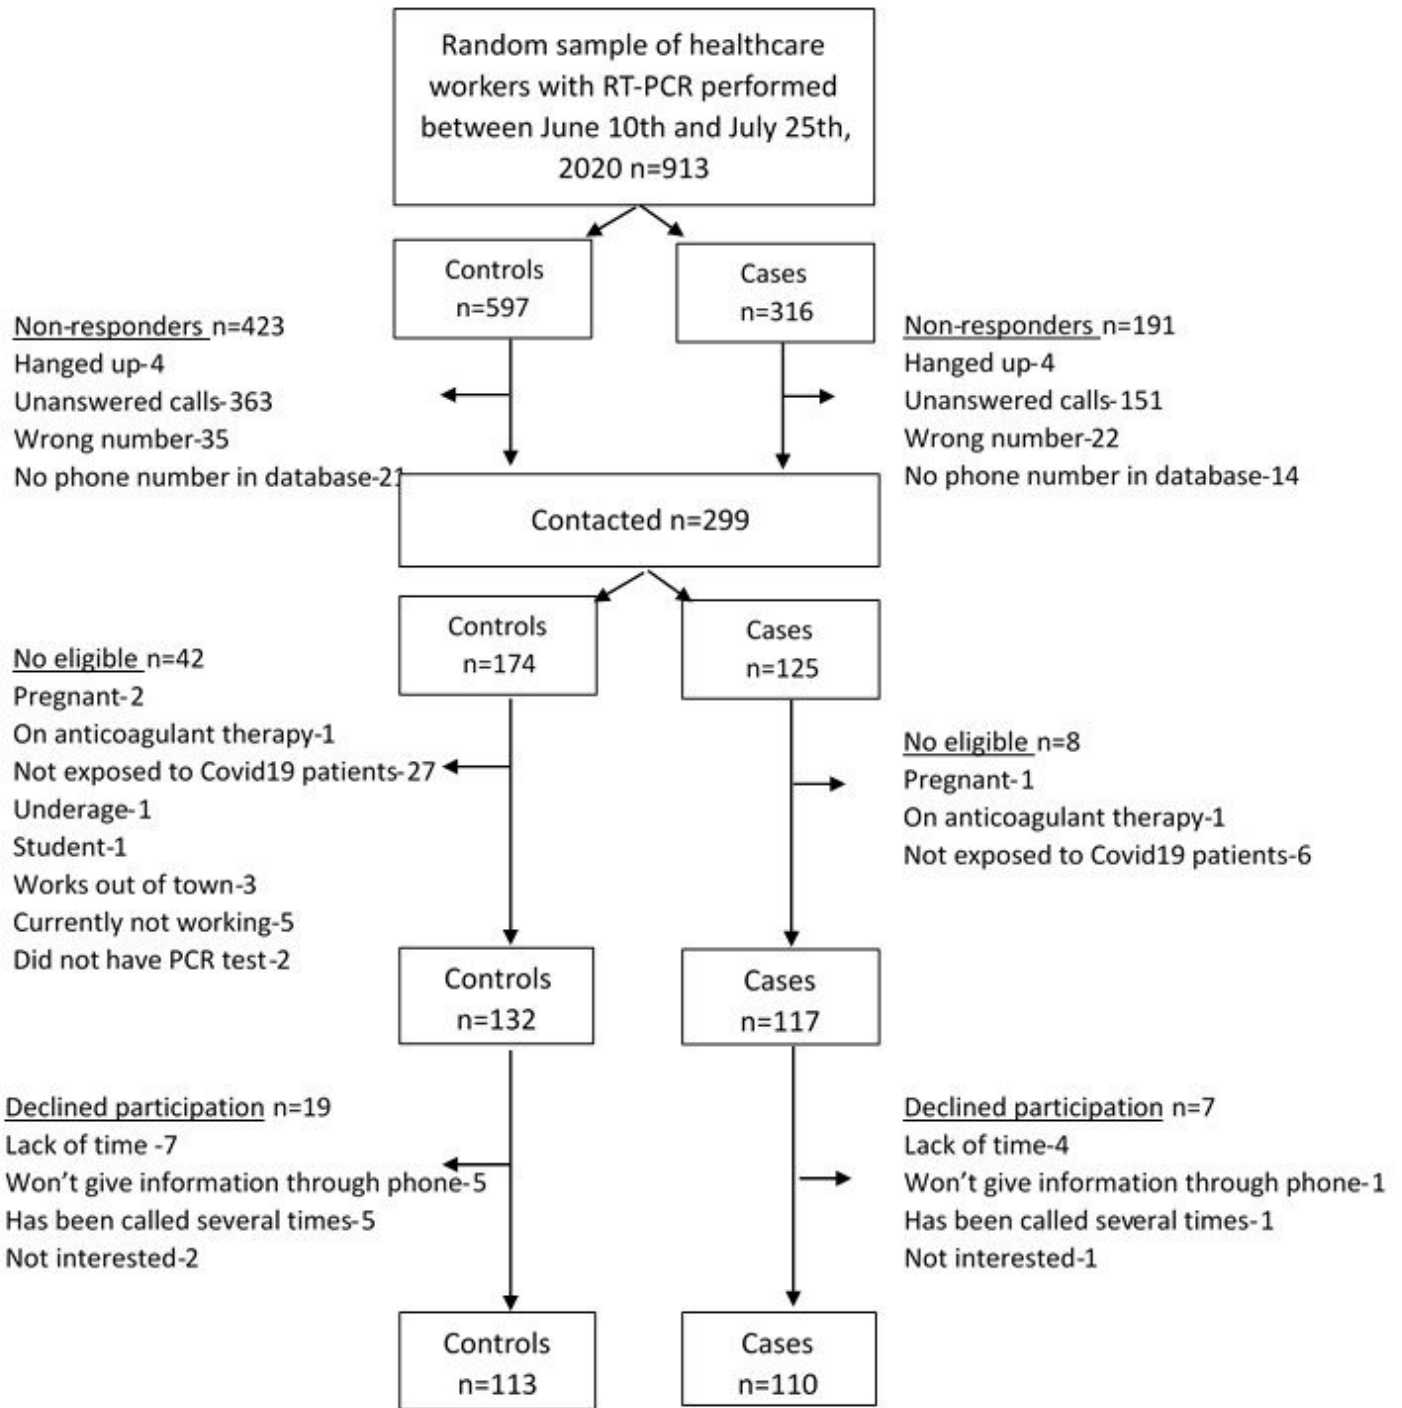 Random sample of healthcare
workers with RT-PCR performed
between June 10th and July 25th,
2020 n=913
Controls
n=597
Cases
n=316
Non-responders n=423
Hanged up-4
Unanswered calls-363
Wrong number-35
No phone number in database-21
Non-responders n=191
Hanged up-4
Unanswered calls-151
Wrong number-22
No phone number in database-14
Contacted n=299
Controls
n=174
Cases
n=125
No eligible n=42
Pregnant-2
On anticoagulant therapy-1
Not exposed to Covid19 patients-27
Underage-1
Student-1
Works out of town-3
Currently not working-5
Did not have PCR test-2
No eligible n=8
Pregnant-1
On anticoagulant therapy-1
Not exposed to Covid19 patients-6
Controls
n=132
Cases
n=117
Declined participation n=19
Lack of time -7
Won’t give information through phone-5
Has been called several times-5
Not interested-2
Declined participation n=7
Lack of time-4
Won’t give information through phone-1
Has been called several times-1
Not interested-1
Controls
n=113
Cases
n=110